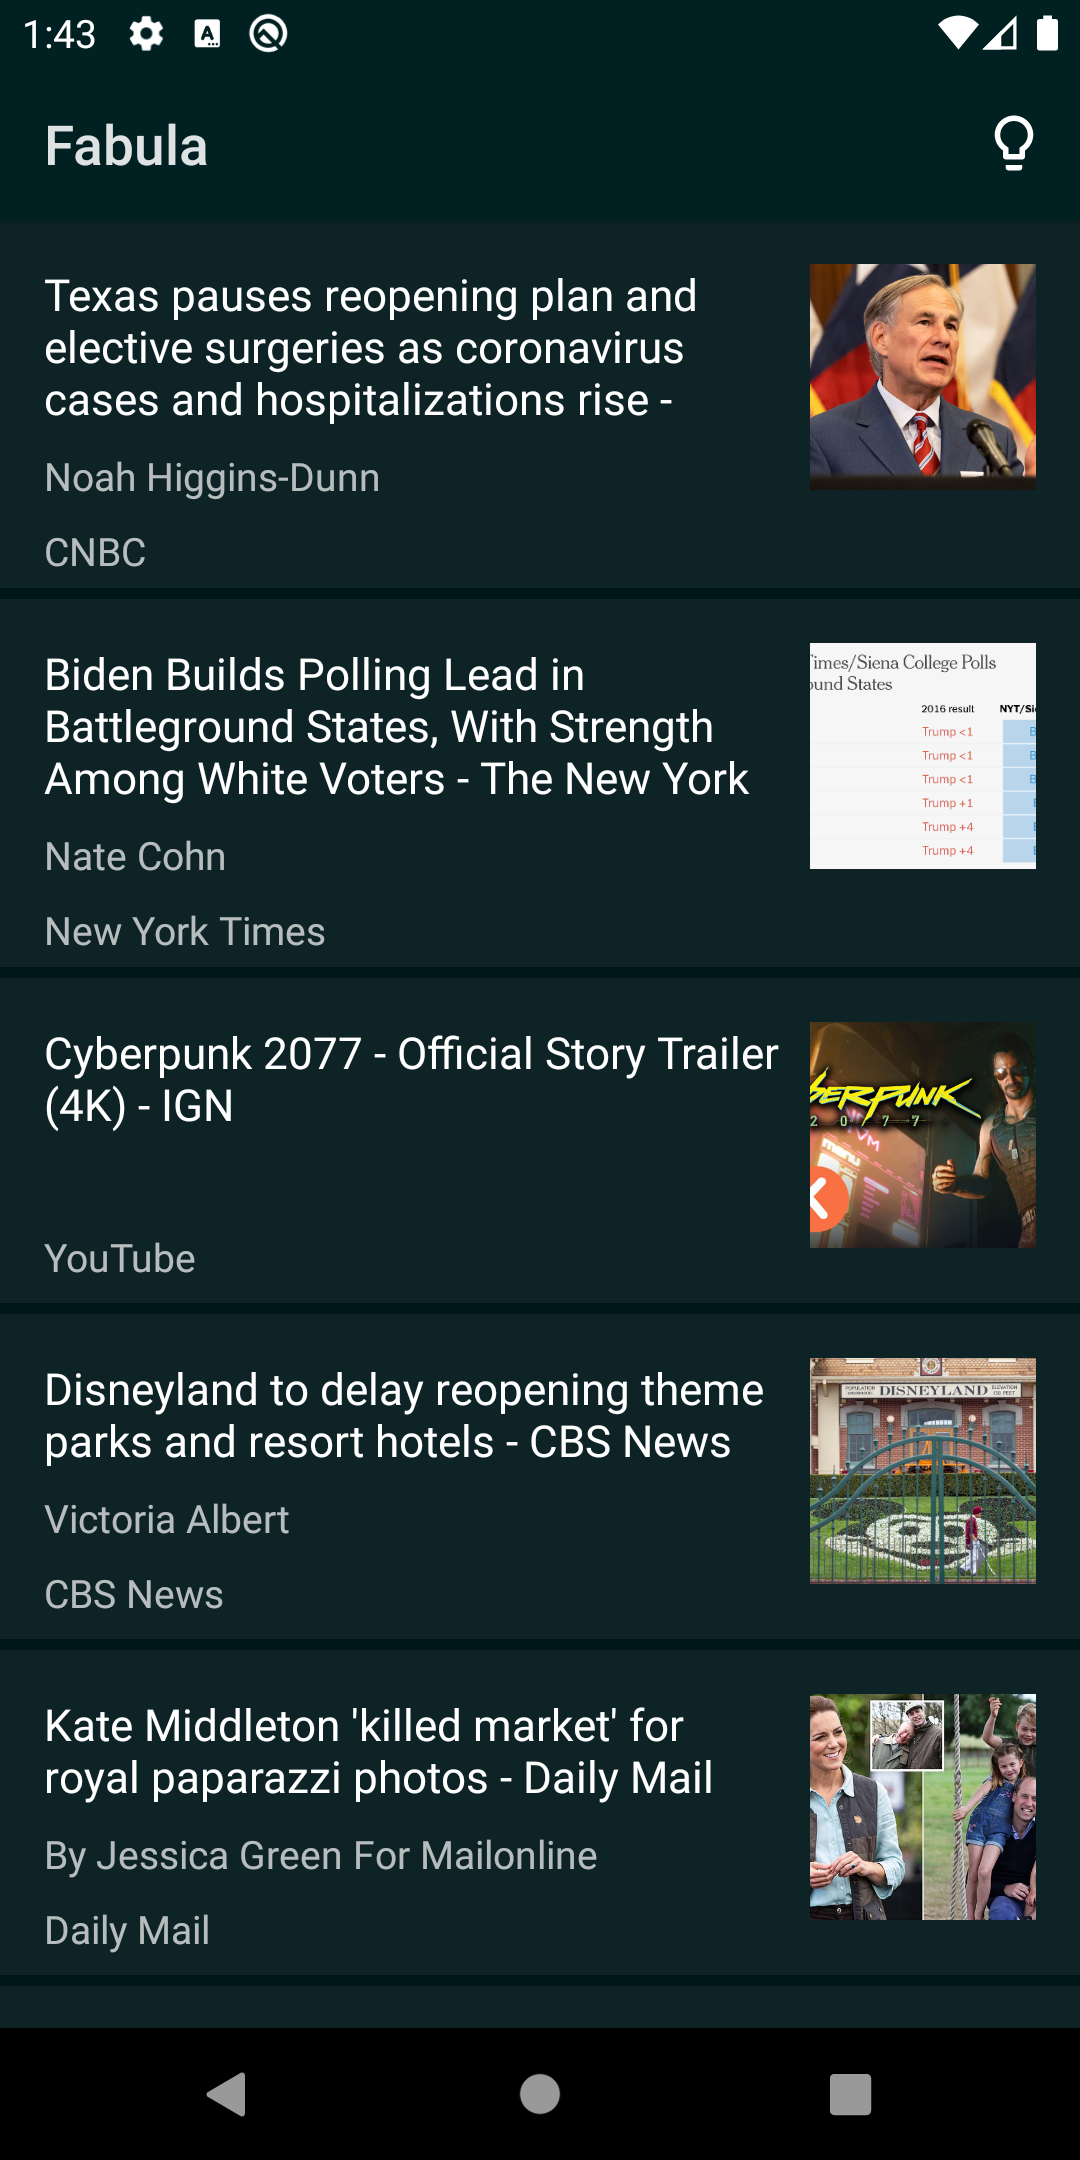 1:43
Fabula
Texas pauses reopening plan and
elective surgeries as coronavirus
cases and hospitalizations rise -
Noah Higgins-Dunn
CNBC
Biden Builds Polling Lead in
Battleground States, With Strength
Among White Voters - The New York
Nate Cohn
New York Times
Times/Siena College Polls
ound States
2016 result NYT/Si
Trump <1 B
Trump <1 B
Trump <1 B
Trump +1
Trump +4
Trump +4
Cyberpunk 2077 - Official Story Trailer
(4K) - IGN
YouTube
BERPUNK
2 0 7 7
Disneyland to delay reopening theme
parks and resort hotels - CBS News
Victoria Albert
CBS News
POPULATION DISNEYLAND ELEVATION
Kate Middleton 'killed market' for
royal paparazzi photos - Daily Mail
By Jessica Green For Mailonline
Daily Mail